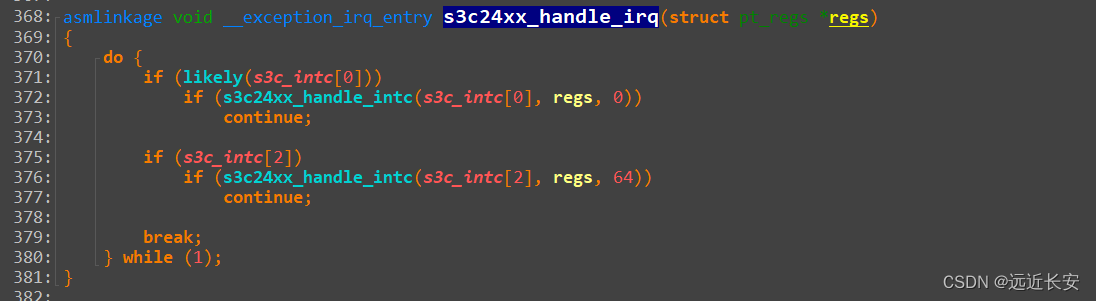 368: asmlinkage void __exception_irq_entry s3c24xx_handle_irq(struct pt_regs *regs)
369: {
370:     do {
371:         if (likely(s3c_intc[0]))
372:             if (s3c24xx_handle_intc(s3c_intc[0], regs, 0))
373:                 continue;
374:
375:         if (s3c_intc[2])
376:             if (s3c24xx_handle_intc(s3c_intc[2], regs, 64))
377:                 continue;
378:
379:         break;
380:     } while (1);
381: }
382:
CSDN @远近长安